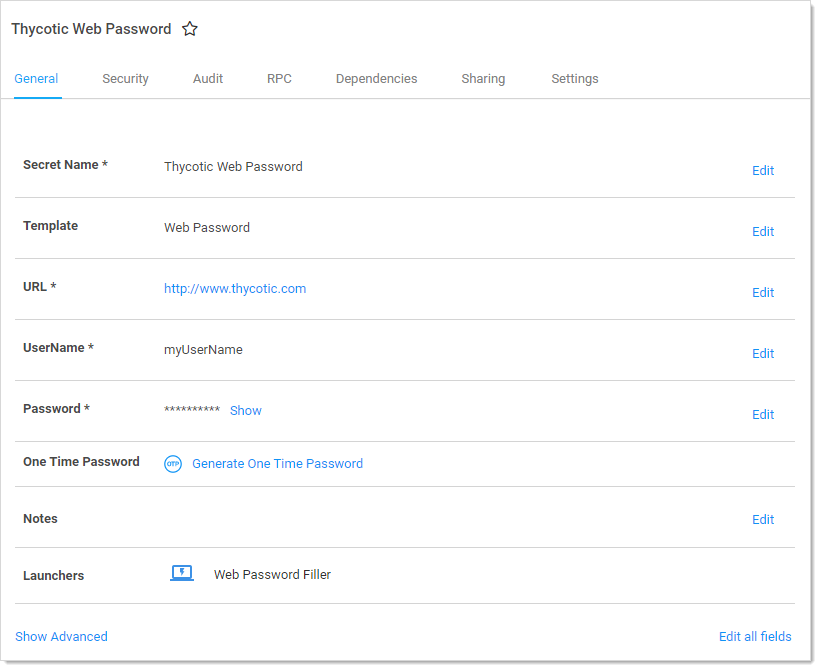 Thycotic Web Password
General Security Audit RPC Dependencies Sharing Settings
Secret Name * Thycotic Web Password Edit
Template Web Password Edit
URL * http://www.thycotic.com Edit
UserName * myUserName Edit
Password * ********** Show Edit
One Time Password OTP Generate One Time Password
Notes Edit
Launchers Web Password Filler
Show Advanced Edit all fields